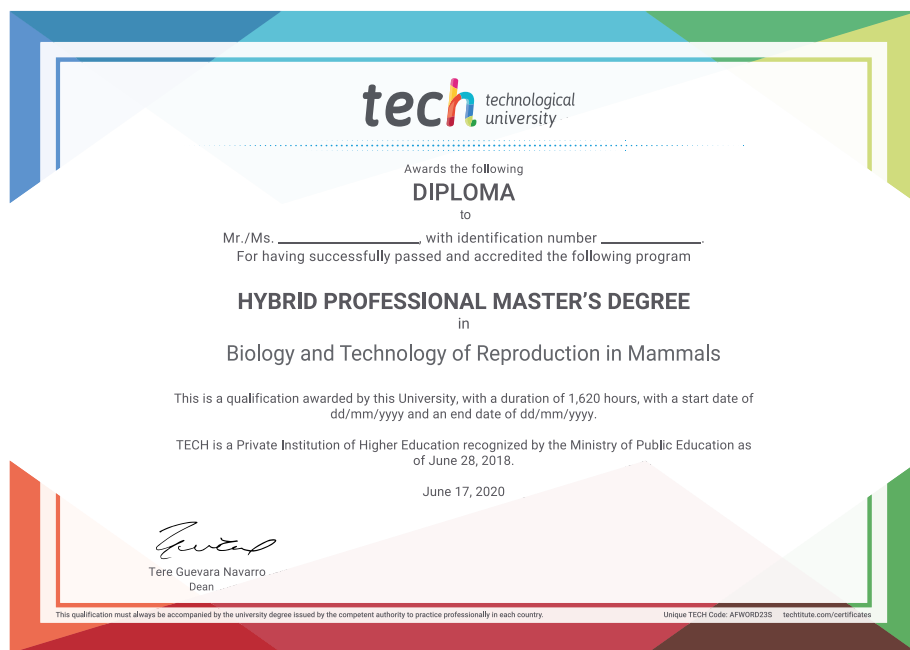 tech technological
university
Awards the following
DIPLOMA
to
Mr./Ms. ____________, with identification number ____________.
For having successfully passed and accredited the following program
HYBRID PROFESSIONAL MASTER'S DEGREE
in
Biology and Technology of Reproduction in Mammals
This is a qualification awarded by this University, with a duration of 1,620 hours, with a start date of
dd/mm/yyyy and an end date of dd/mm/yyyy.
TECH is a Private Institution of Higher Education recognized by the Ministry of Public Education as
of June 28, 2018.
June 17, 2020
Tere Guevara Navarro
Dean
This qualification must always be accompanied by the university degree issued by the competent authority to practice professionally in each country. Unique TECH Code: AFWORD23S techtitute.com/certificates